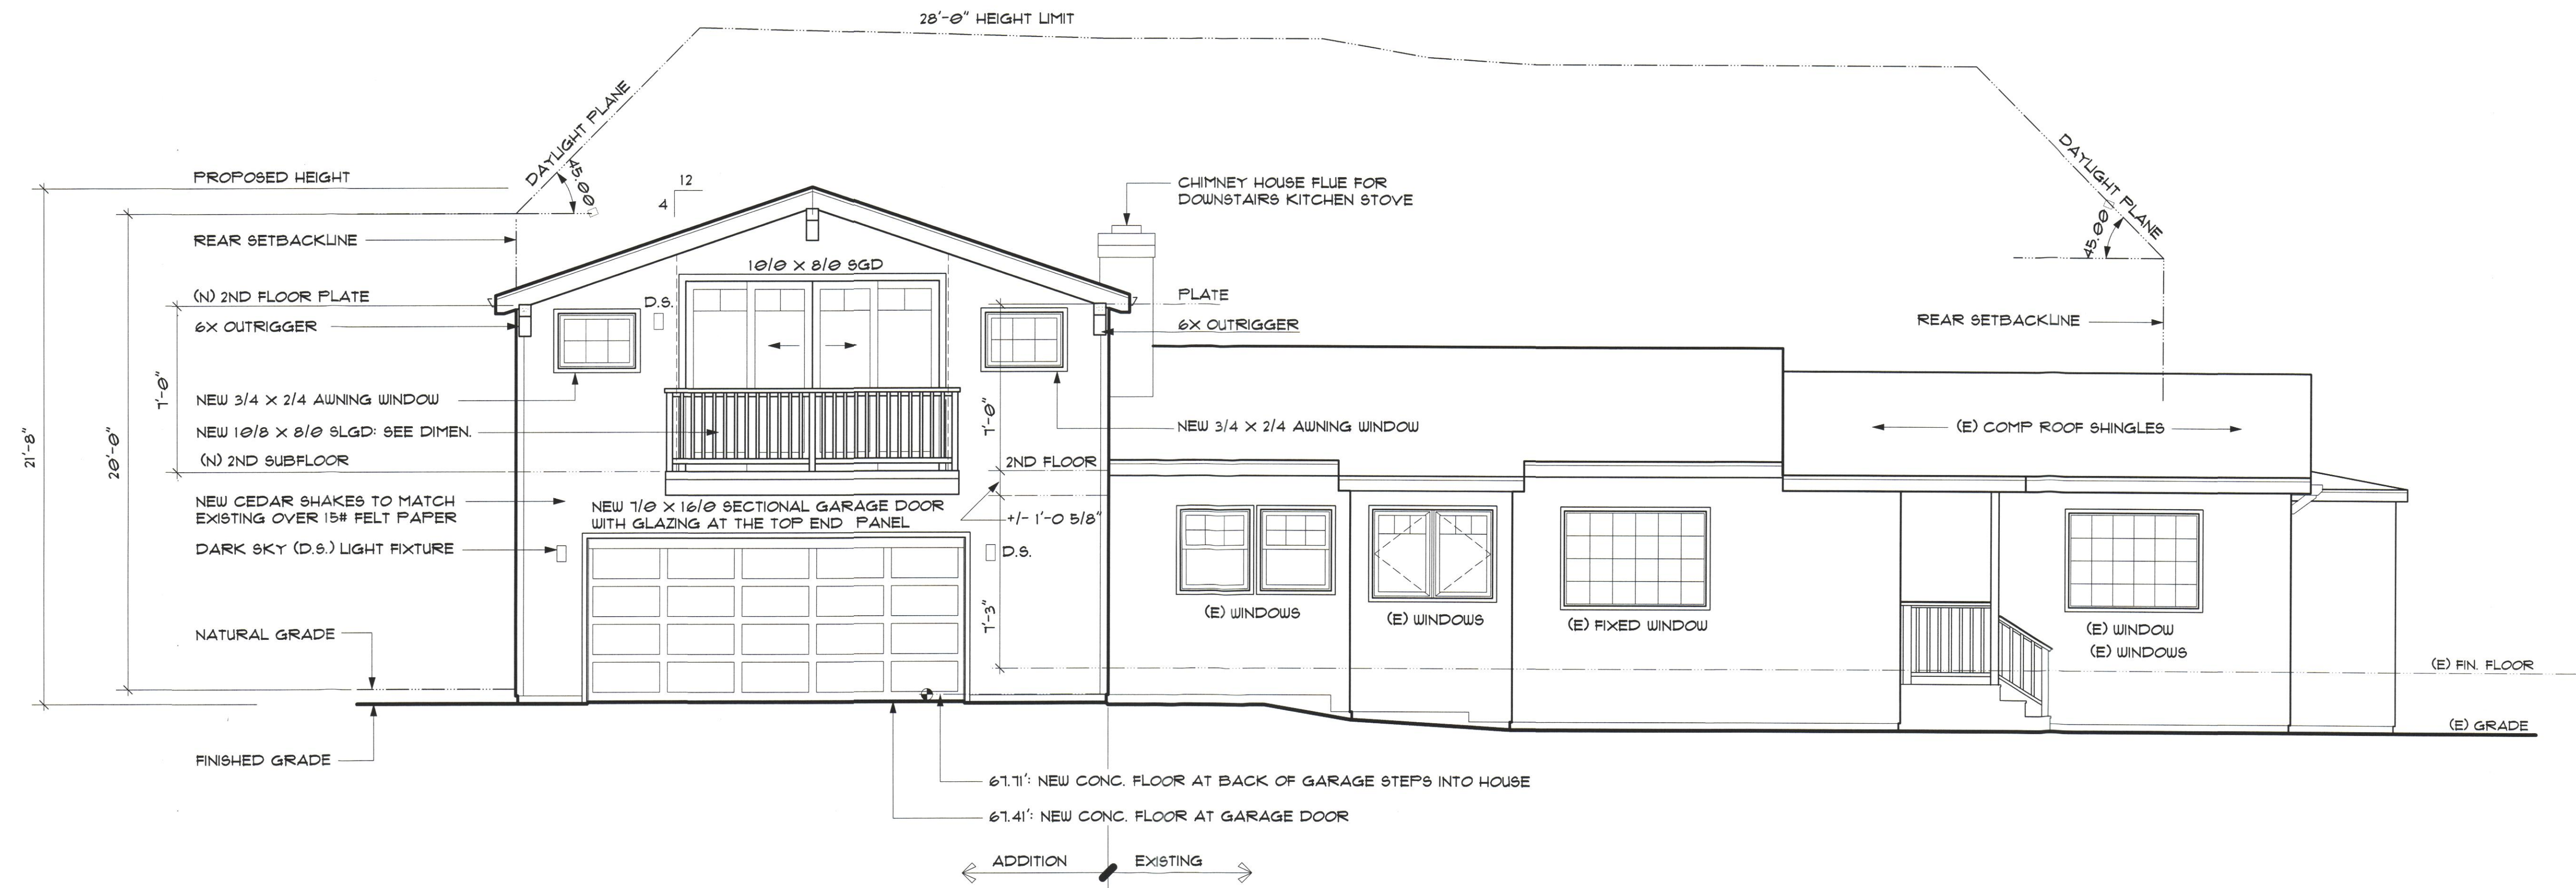 28'-0" HEIGHT LIMIT
DAYLIGHT PLANE
45.00
PROPOSED HEIGHT
12
4
CHIMNEY HOUSE FLUE FOR
DOWNSTAIRS KITCHEN STOVE
DAYLIGHT PLANE
45.00
REAR SETBACKLINE
10/0 X 8/0 SGD
(N) 2ND FLOOR PLATE
D.S.
PLATE
6X OUTRIGGER
6X OUTRIGGER
REAR SETBACKLINE
7'-0"
NEW 3/4 X 2/4 AWNING WINDOW
7'-0"
NEW 3/4 X 2/4 AWNING WINDOW
(E) COMP ROOF SHINGLES
NEW 10/8 X 8/0 SLGD: SEE DIMEN.
21'-8"
20'-0"
(N) 2ND SUBFLOOR
2ND FLOOR
NEW CEDAR SHAKES TO MATCH
EXISTING OVER 15# FELT PAPER
NEW 7/0 X 16/0 SECTIONAL GARAGE DOOR
WITH GLAZING AT THE TOP END PANEL
+/- 1'-0 5/8"
DARK SKY (D.S.) LIGHT FIXTURE
D.S.
7'-3"
(E) WINDOWS
(E) WINDOWS
(E) FIXED WINDOW
(E) WINDOW
(E) WINDOWS
NATURAL GRADE
(E) FIN. FLOOR
(E) GRADE
FINISHED GRADE
67.71': NEW CONC. FLOOR AT BACK OF GARAGE STEPS INTO HOUSE
67.41': NEW CONC. FLOOR AT GARAGE DOOR
ADDITION
EXISTING